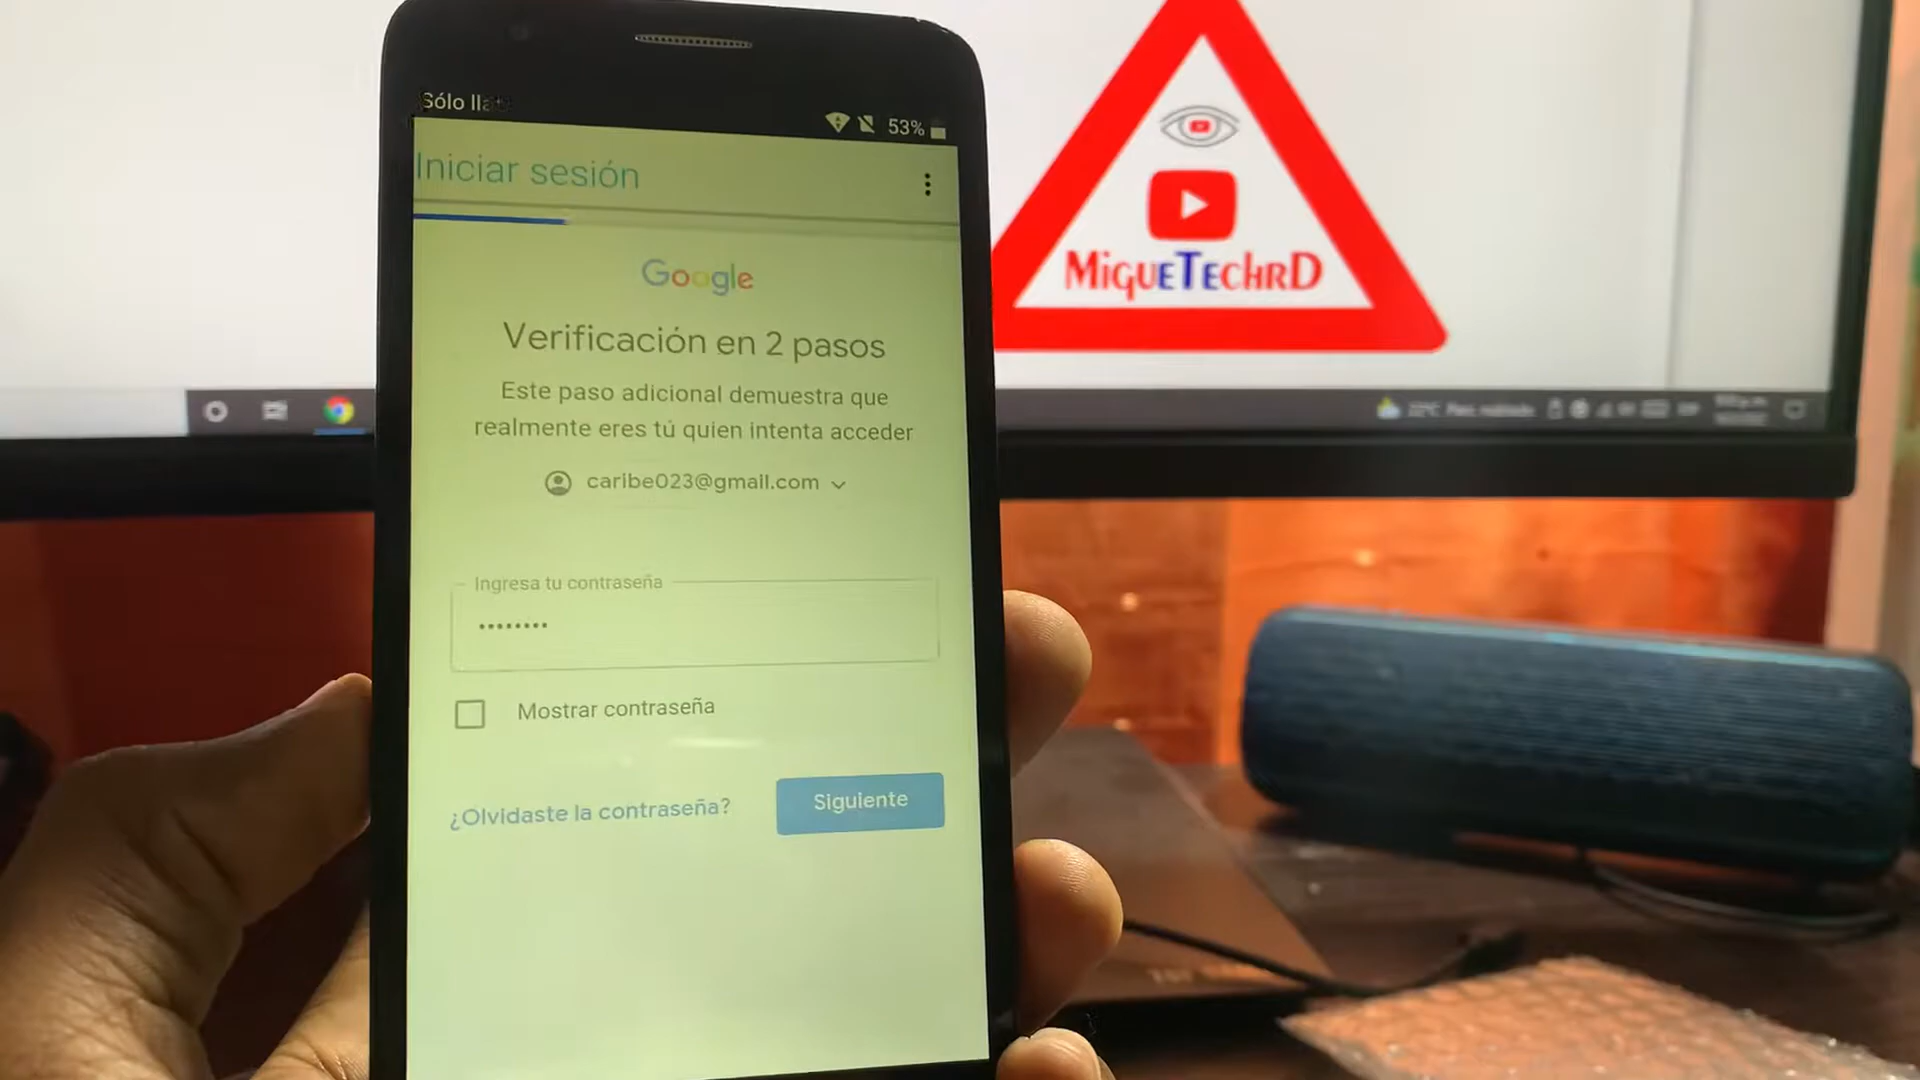 Sólo
53%
Iniciar sesión
Google
Verificación en 2 pasos
Este paso adicional demuestra que
realmente eres tú quien intenta acceder
caribe023@gmail.com
Ingresa tu contraseña
••••••••
Mostrar contraseña
¿Olvidaste la contraseña?
Siguiente
MiguETechRD
22°C